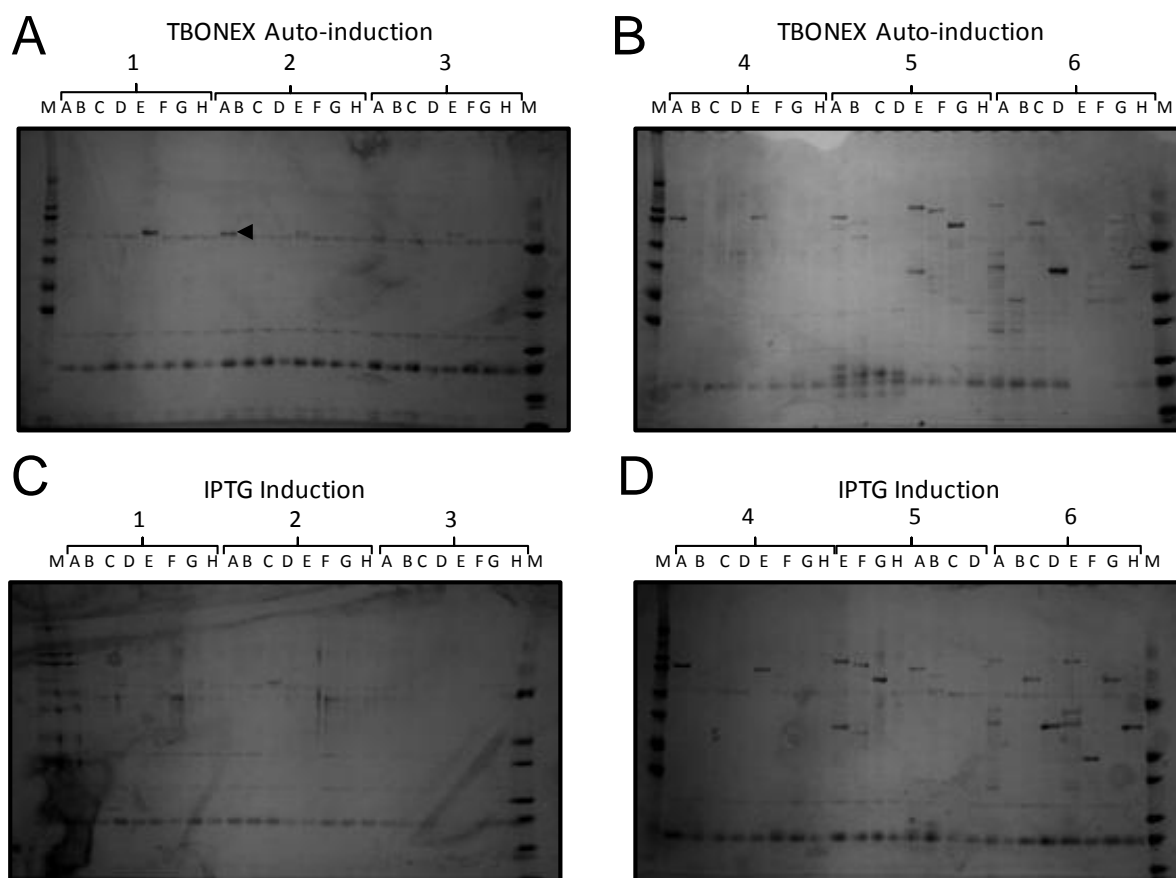 A
TBONEX Auto-induction
1 2 3
M A B C D E F G H A B C D E F G H A B C D E F G H M
B
TBONEX Auto-induction
4 5 6
M A B C D E F G H A B C D E F G H A B C D E F G H M
C
IPTG Induction
1 2 3
M A B C D E F G H A B C D E F G H A B C D E F G H M
D
IPTG Induction
4 5 6
M A B C D E F G H E F G H A B C D A B C D E F G H M